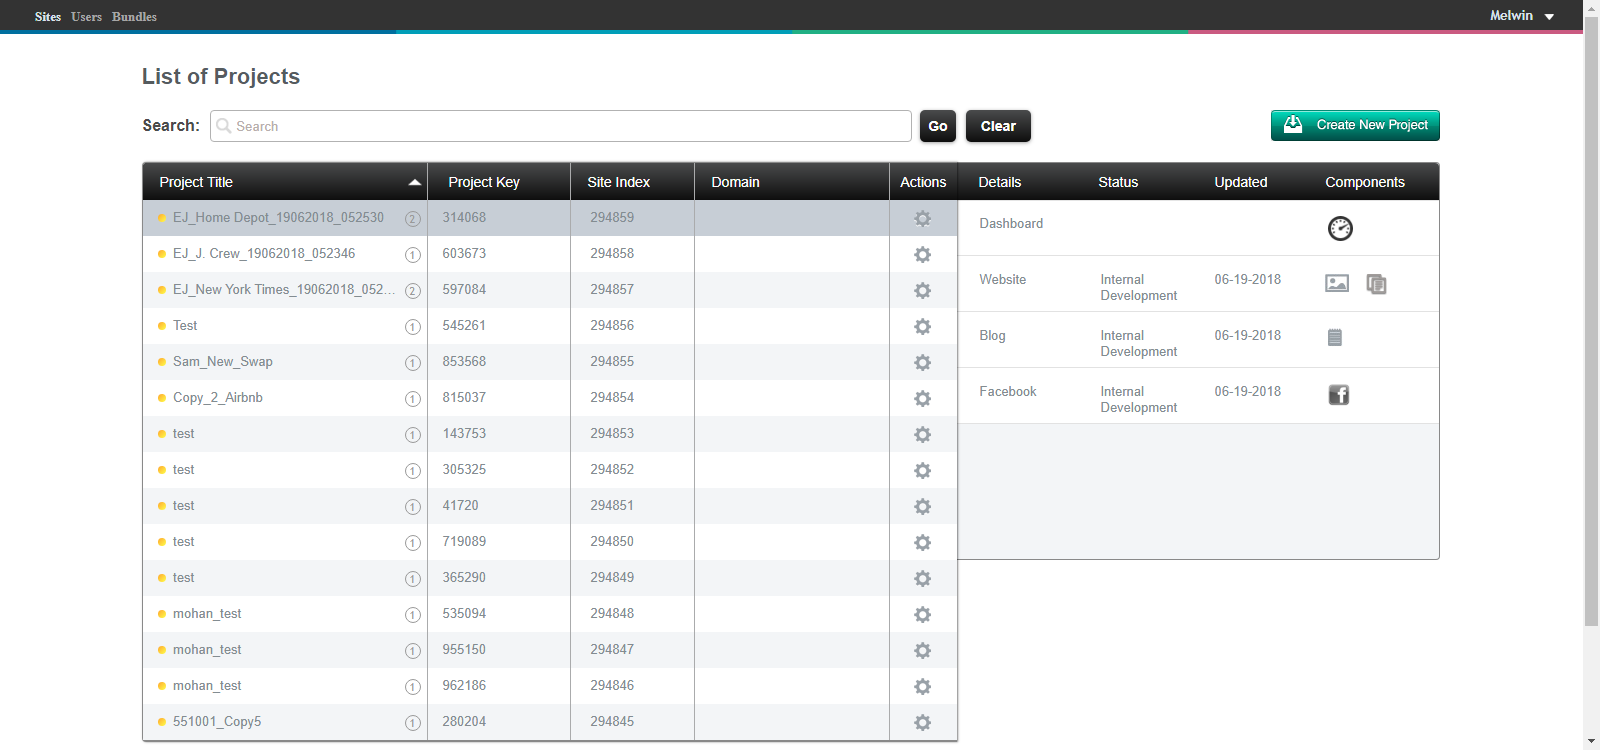 Sites Users Bundles Melwin
List of Projects
Search: Search Go Clear Create New Project
Project Title Project Key Site Index Domain Actions Details Status Updated Components
EJ_Home Depot_19062018_052530 2 314068 294859
EJ_J. Crew_19062018_052346 1 603673 294858
EJ_New York Times_19062018_052... 2 597084 294857
Test 1 545261 294856
Sam_New_Swap 1 853568 294855
Copy_2_Airbnb 1 815037 294854
test 1 143753 294853
test 1 305325 294852
test 1 41720 294851
test 1 719089 294850
test 1 365290 294849
mohan_test 1 535094 294848
mohan_test 1 955150 294847
mohan_test 1 962186 294846
551001_Copy5 1 280204 294845
Dashboard
Website Internal 06-19-2018
Development
Blog Internal 06-19-2018
Development
Facebook Internal 06-19-2018
Development